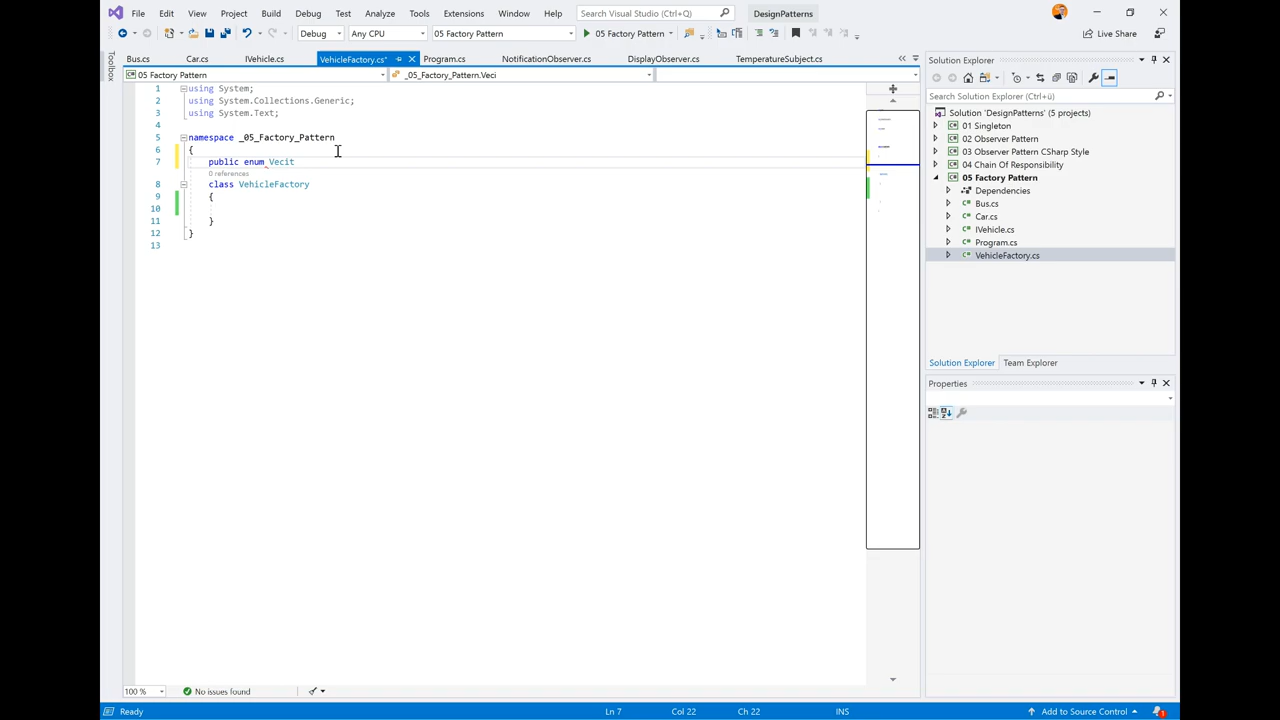 File Edit View Project Build Debug Test Analyze Tools Extensions Window Help Search Visual Studio (Ctrl+Q) DesignPatterns
Debug Any CPU 05 Factory Pattern 05 Factory Pattern Live Share
Toolbox
Bus.cs Car.cs IVehicle.cs VehicleFactory.cs* Program.cs NotificationObserver.cs DisplayObserver.cs TemperatureSubject.cs
05 Factory Pattern _05_Factory_Pattern.Veci
1 using System;
2 using System.Collections.Generic;
3 using System.Text;
4
5 namespace _05_Factory_Pattern
6 {
7 public enum Vecit
0 references
8 class VehicleFactory
9 {
10
11 }
12 }
13
100 % No issues found
Solution Explorer
Search Solution Explorer (Ctrl+ü)
Solution 'DesignPatterns' (5 projects)
01 Singleton
02 Observer Pattern
03 Observer Pattern CSharp Style
04 Chain Of Responsibility
05 Factory Pattern
Dependencies
Bus.cs
Car.cs
IVehicle.cs
Program.cs
VehicleFactory.cs
Solution Explorer Team Explorer
Properties
Ready Ln 7 Col 22 Ch 22 INS Add to Source Control 1